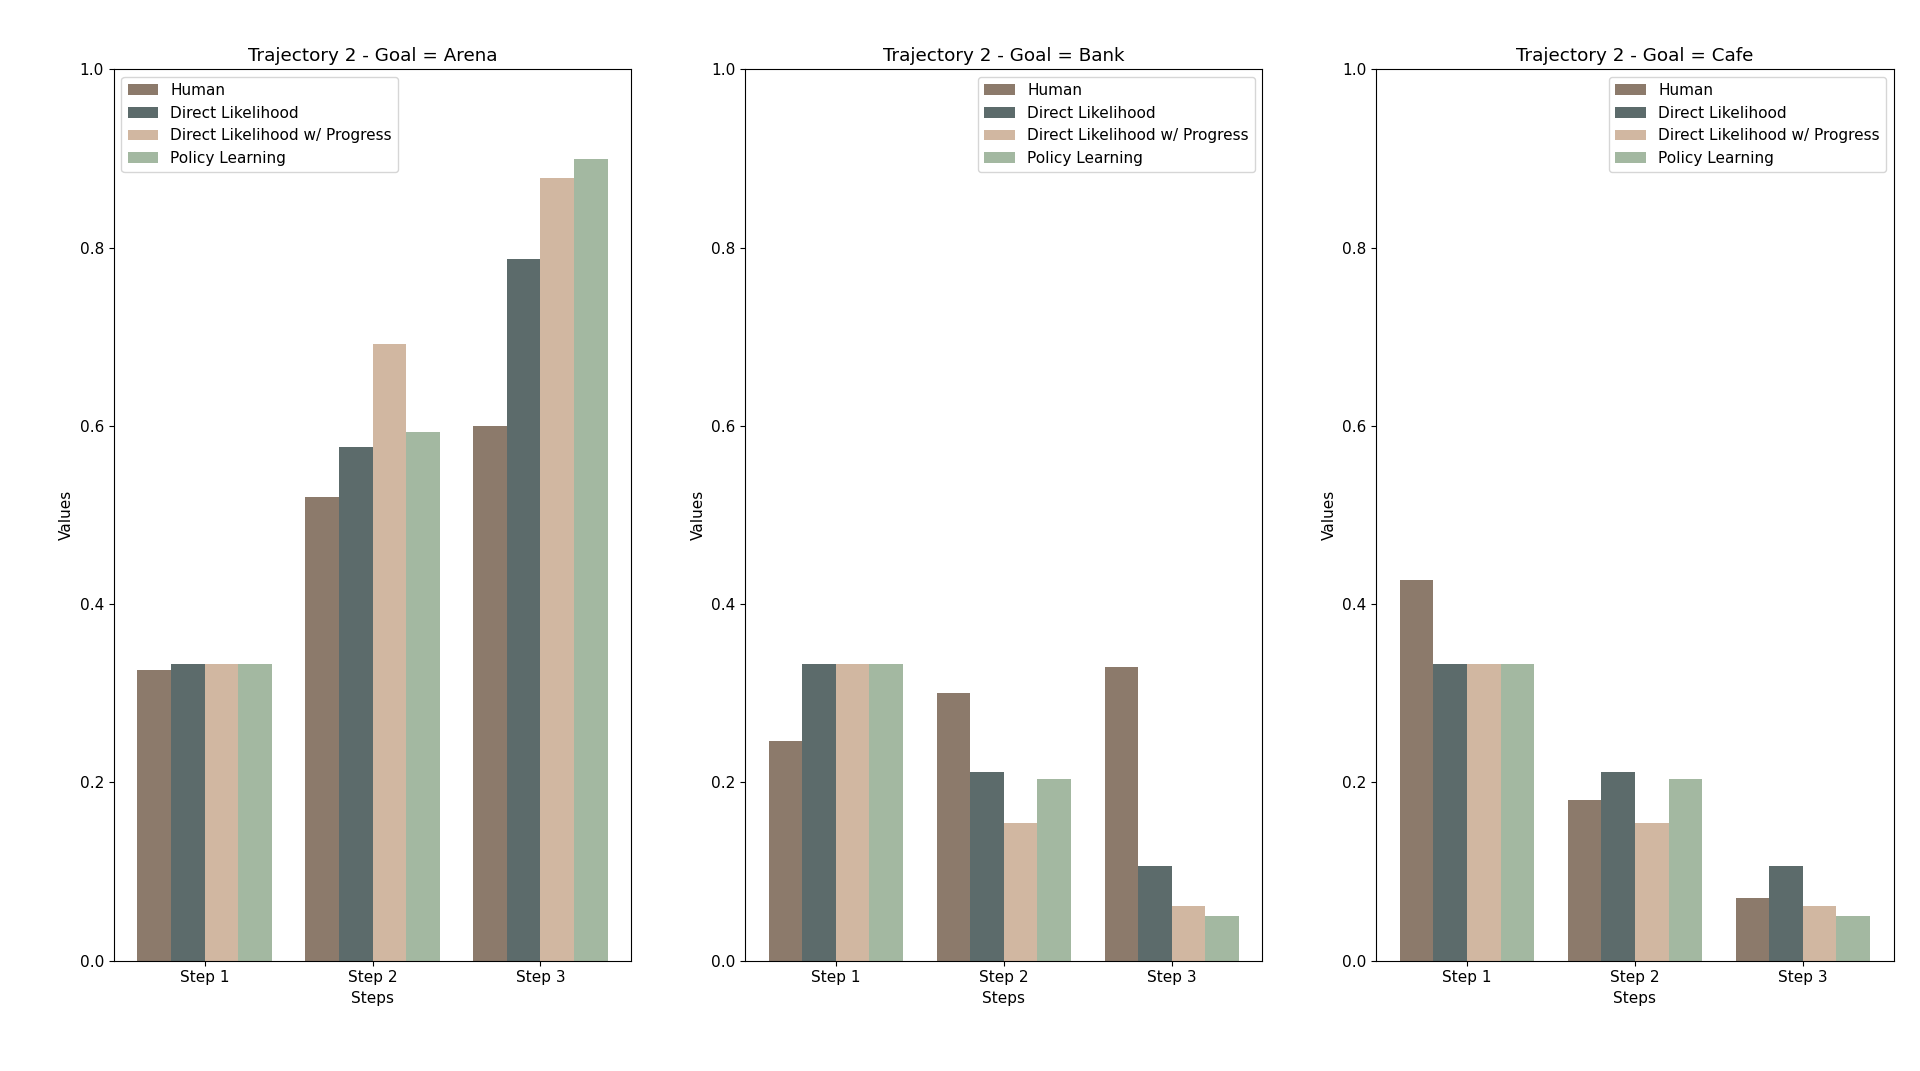 Trajectory 2 - Goal = Arena
1.0
0.8
0.6
0.4
0.2
0.0
Values
Human
Direct Likelihood
Direct Likelihood w/ Progress
Policy Learning
Step 1 Step 2 Step 3
Steps
Trajectory 2 - Goal = Bank
1.0
0.8
0.6
0.4
0.2
0.0
Values
Human
Direct Likelihood
Direct Likelihood w/ Progress
Policy Learning
Step 1 Step 2 Step 3
Steps
Trajectory 2 - Goal = Cafe
1.0
0.8
0.6
0.4
0.2
0.0
Values
Human
Direct Likelihood
Direct Likelihood w/ Progress
Policy Learning
Step 1 Step 2 Step 3
Steps